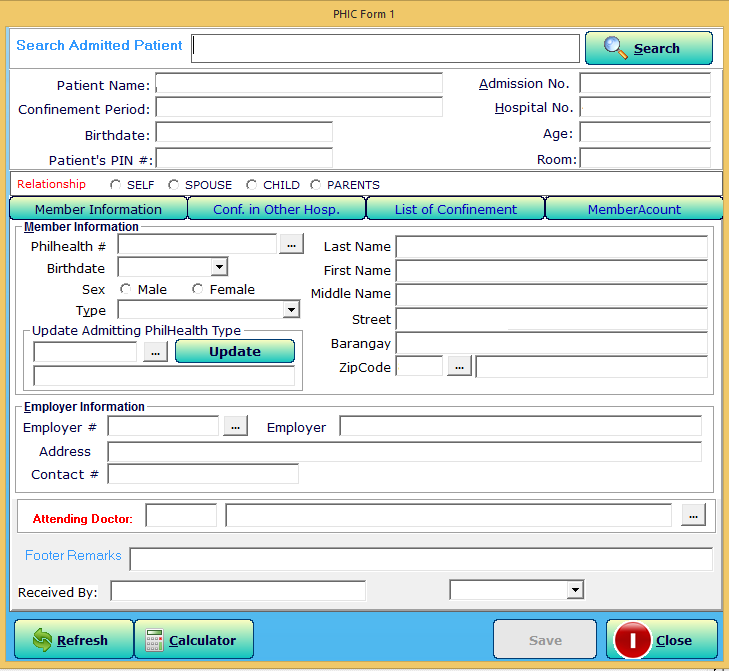 PHIC Form 1
Search Admitted Patient Search
Patient Name: Admission No.
Confinement Period: Hospital No.
Birthdate: Age:
Patient's PIN #: Room:
Relationship SELF SPOUSE CHILD PARENTS
Member Information Conf. in Other Hosp. List of Confinement MemberAcount
Member Information
Philhealth # ... Last Name
Birthdate First Name
Sex Male Female Middle Name
Type Street
Update Admitting PhilHealth Type Barangay
... Update ZipCode ...
Employer Information
Employer # ... Employer
Address
Contact #
Attending Doctor: ...
Footer Remarks
Received By:
Refresh Calculator Save Close